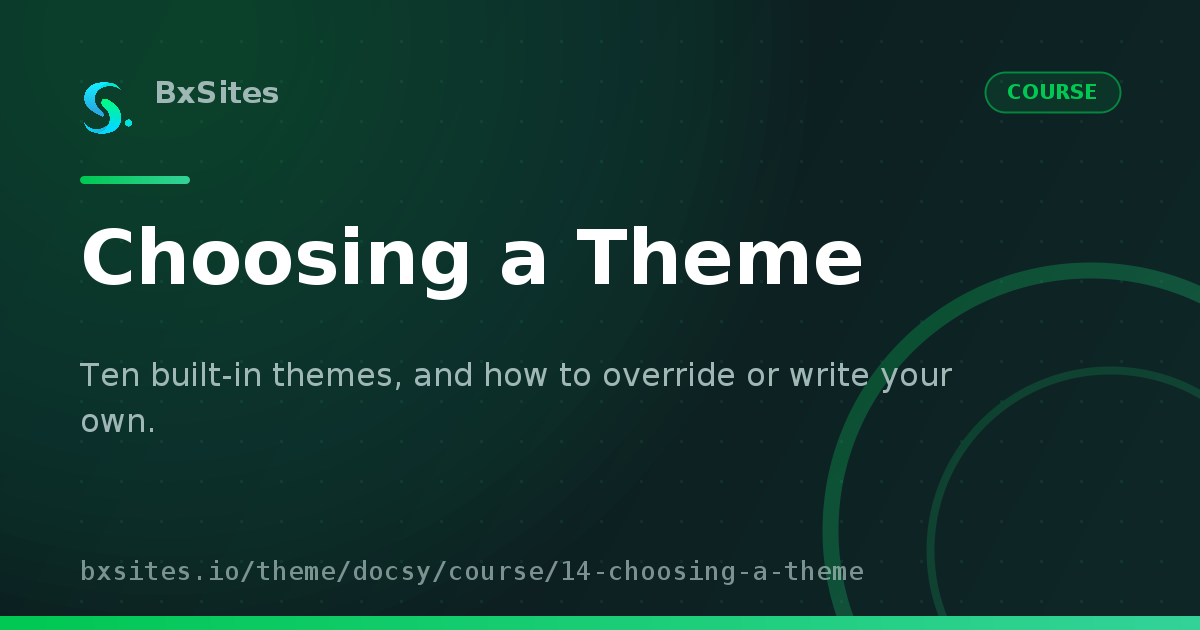 BxSites
COURSE
Choosing a Theme
Ten built-in themes, and how to override or write your
own.
bxsites.io/theme/docsy/course/14-choosing-a-theme